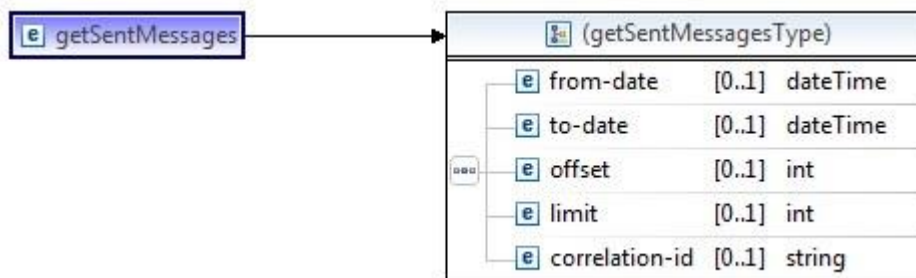 e getSentMessages
(getSentMessagesType)
e from-date [0..1] dateTime
e to-date [0..1] dateTime
e offset [0..1] int
e limit [0..1] int
e correlation-id [0..1] string